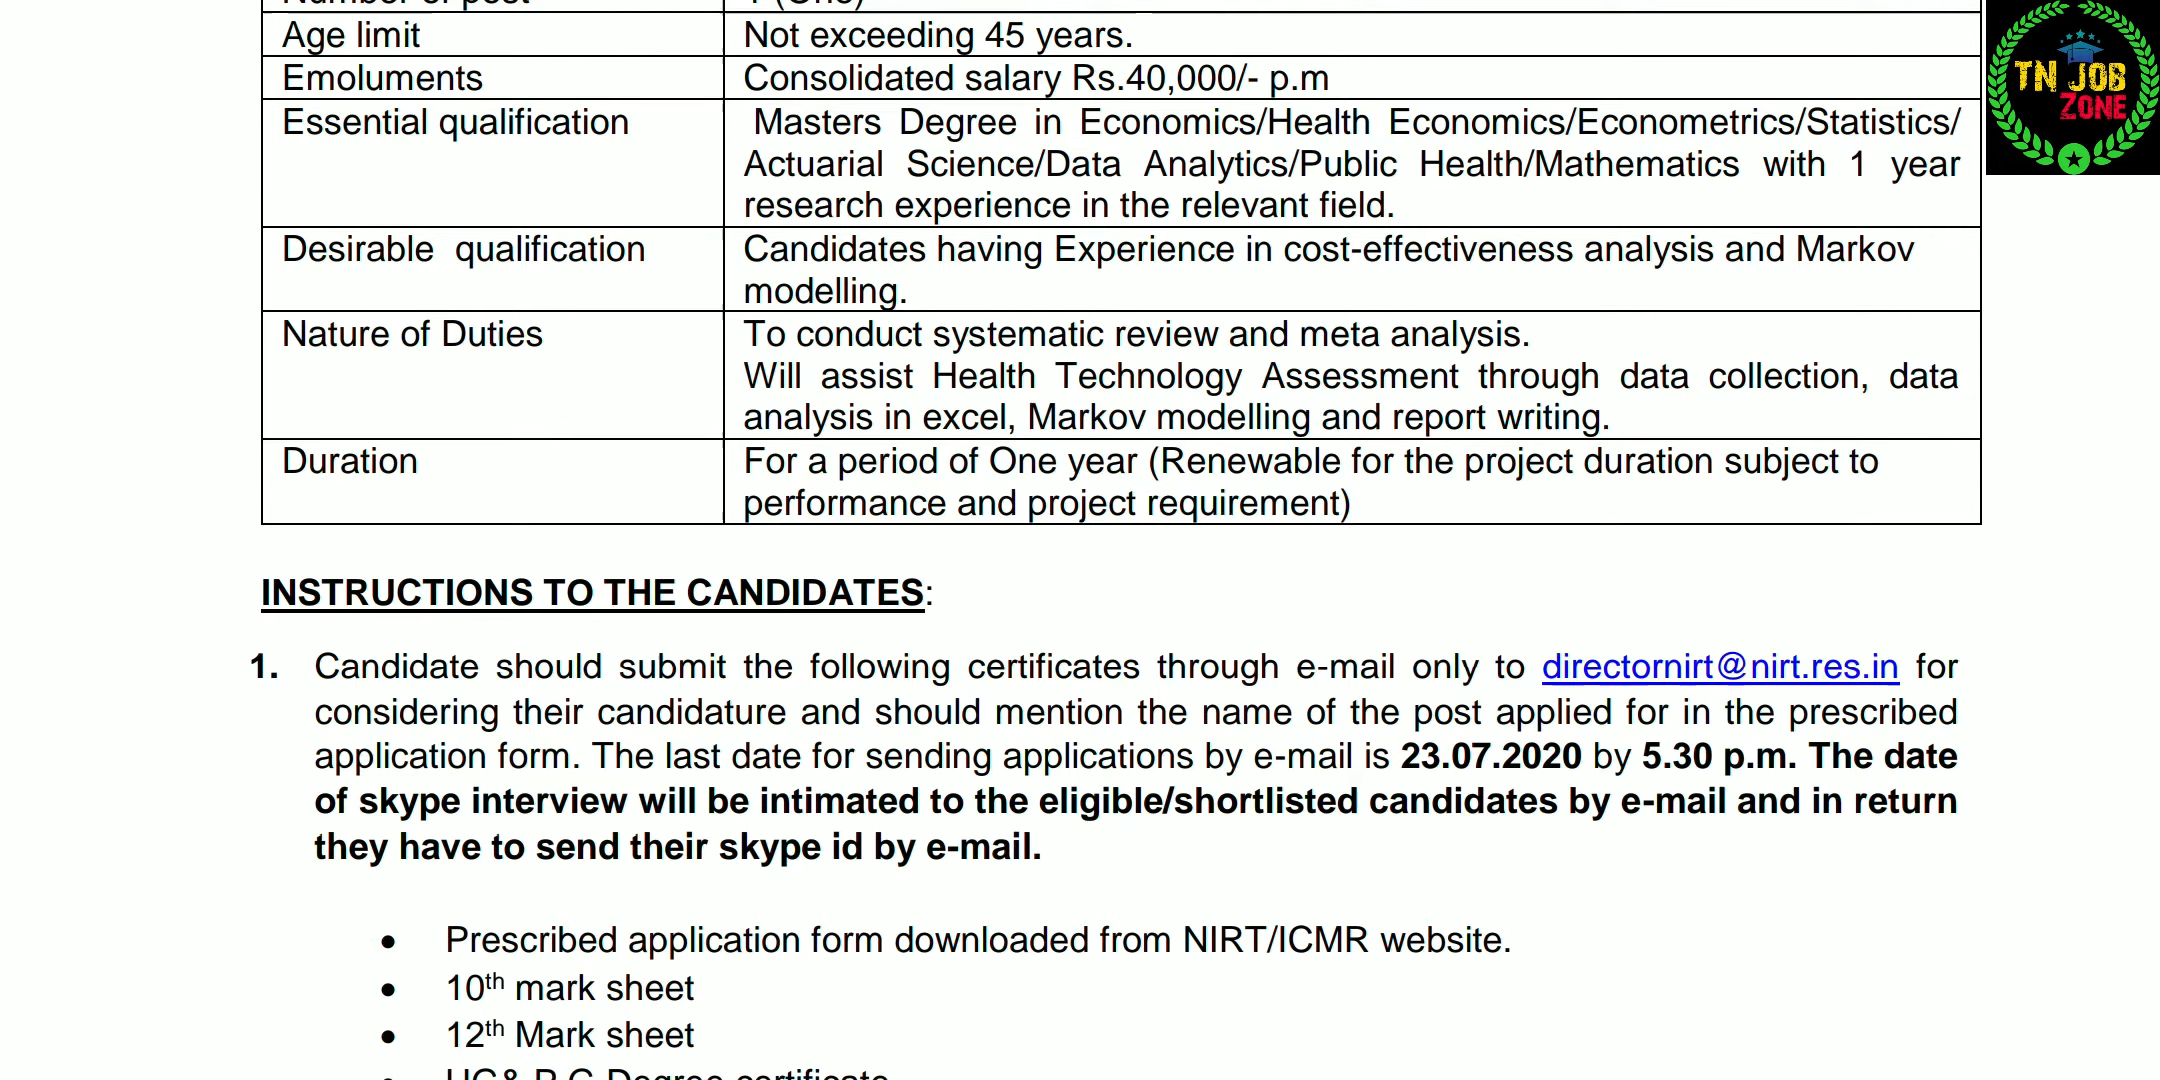 Number of post 1 (One)
Age limit Not exceeding 45 years.
Emoluments Consolidated salary Rs.40,000/- p.m
Essential qualification Masters Degree in Economics/Health Economics/Econometrics/Statistics/
Actuarial Science/Data Analytics/Public Health/Mathematics with 1 year
research experience in the relevant field.
Desirable qualification Candidates having Experience in cost-effectiveness analysis and Markov
modelling.
Nature of Duties To conduct systematic review and meta analysis.
Will assist Health Technology Assessment through data collection, data
analysis in excel, Markov modelling and report writing.
Duration For a period of One year (Renewable for the project duration subject to
performance and project requirement)
TN JOB
ZONE
INSTRUCTIONS TO THE CANDIDATES:
1. Candidate should submit the following certificates through e-mail only to directornirt@nirt.res.in for
considering their candidature and should mention the name of the post applied for in the prescribed
application form. The last date for sending applications by e-mail is 23.07.2020 by 5.30 p.m. The date
of skype interview will be intimated to the eligible/shortlisted candidates by e-mail and in return
they have to send their skype id by e-mail.
• Prescribed application form downloaded from NIRT/ICMR website.
• 10th mark sheet
• 12th Mark sheet
• UG& P.G Degree certificate